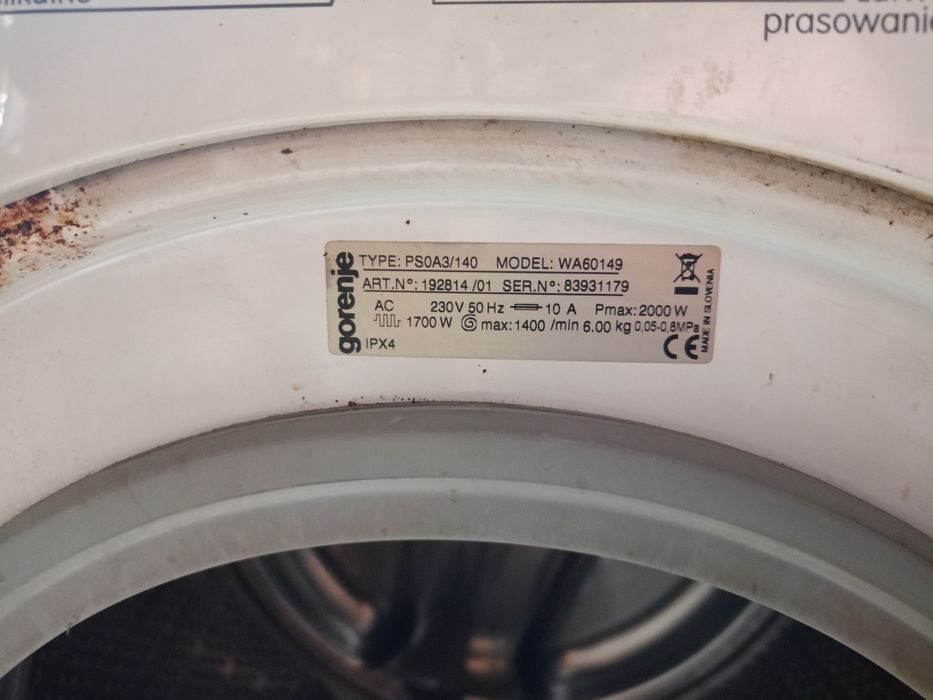 prasowanie
gorenje
TYPE: PS0A3/140 MODEL: WA60149
ART.N°: 192814 /01 SER.N°: 83931179
AC 230V 50 Hz 10 A Pmax: 2000 W
1700 W max: 1400 /min 6.00 kg 0,05-0,8MPa
IPX4
CE
MADE IN SLOVENIA